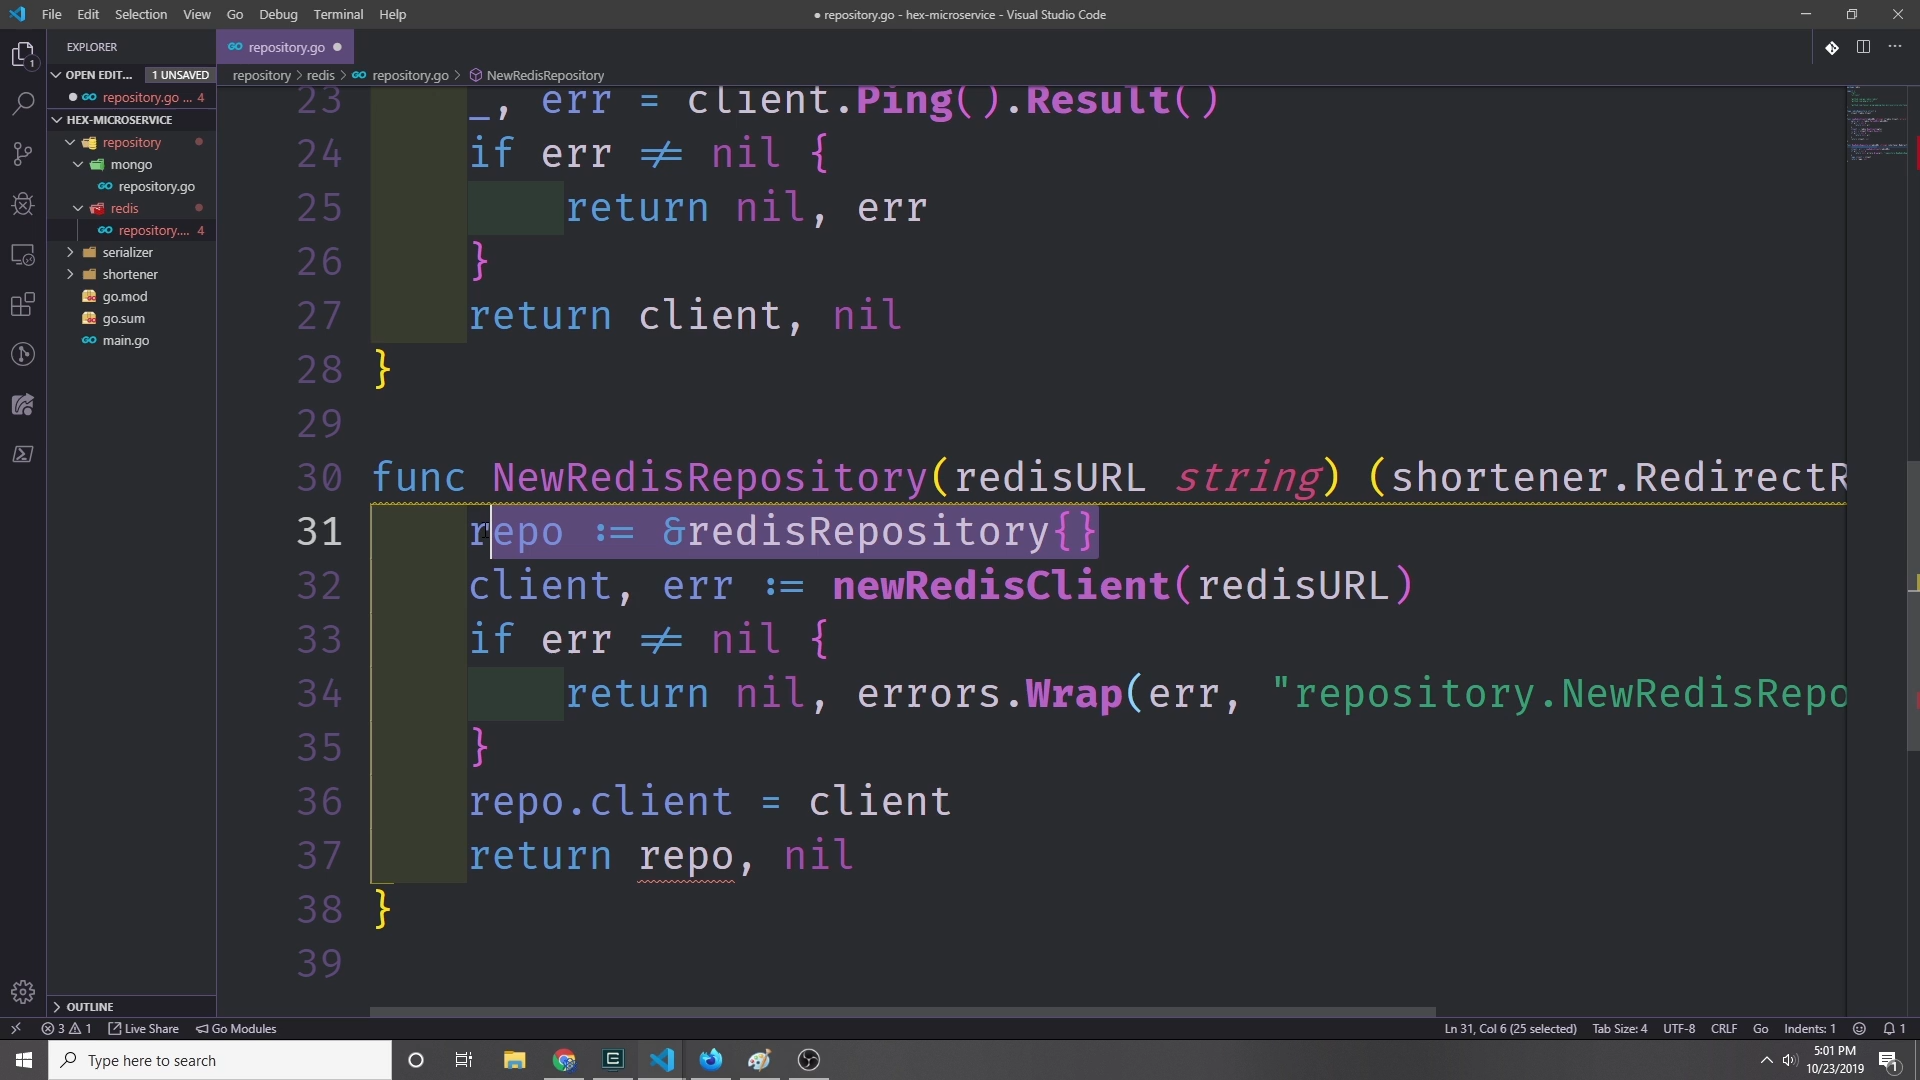 File Edit Selection View Go Debug Terminal Help
● repository.go - hex-microservice - Visual Studio Code
EXPLORER
OPEN EDIT... 1 UNSAVED
repository.go ... 4
HEX-MICROSERVICE
repository
mongo
repository.go
redis
repository.... 4
serializer
shortener
go.mod
go.sum
main.go
OUTLINE
repository.go
repository > redis > repository.go > NewRedisRepository
23 _, err = client.Ping().Result()
24 if err != nil {
25 return nil, err
26 }
27 return client, nil
28 }
29
30 func NewRedisRepository(redisURL string) (shortener.RedirectR
31 repo := &redisRepository{}
32 client, err := newRedisClient(redisURL)
33 if err != nil {
34 return nil, errors.Wrap(err, "repository.NewRedisRepo
35 }
36 repo.client = client
37 return repo, nil
38 }
39
3 1 Live Share Go Modules
Ln 31, Col 6 (25 selected) Tab Size: 4 UTF-8 CRLF Go Indents: 1 1
Type here to search
5:01 PM
10/23/2019
1